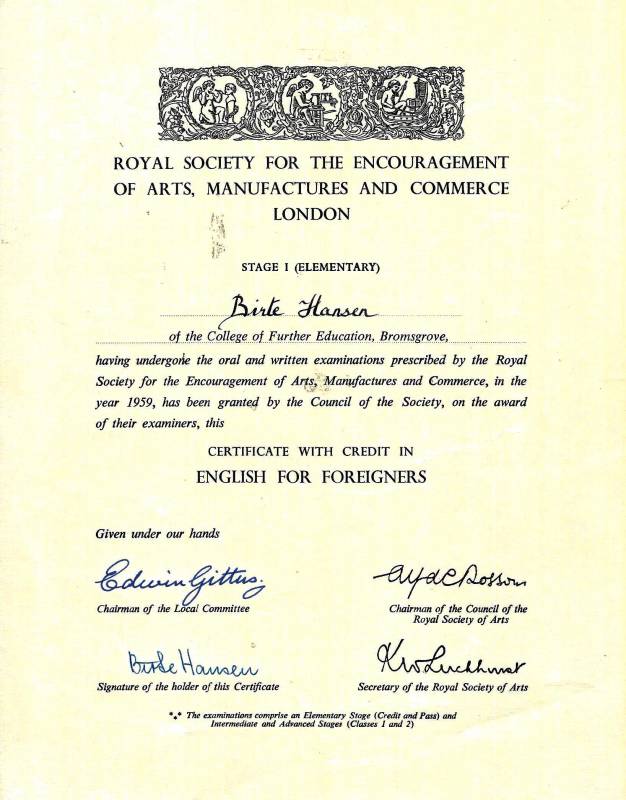 ROYAL SOCIETY FOR THE ENCOURAGEMENT
OF ARTS, MANUFACTURES AND COMMERCE
LONDON
STAGE I (ELEMENTARY)
Birte Hansen
of the College of Further Education, Bromsgrove,
having undergone the oral and written examinations prescribed by the Royal
Society for the Encouragement of Arts, Manufactures and Commerce, in the
year 1959, has been granted by the Council of the Society, on the award
of their examiners, this
CERTIFICATE WITH CREDIT IN
ENGLISH FOR FOREIGNERS
Given under our hands
Edwin Gittus.
Chairman of the Local Committee
Chairman of the Council of the
Royal Society of Arts
Birte Hansen
Signature of the holder of this Certificate
K W Luckhurst
Secretary of the Royal Society of Arts
*⁎* The examinations comprise an Elementary Stage (Credit and Pass) and
Intermediate and Advanced Stages (Classes 1 and 2)